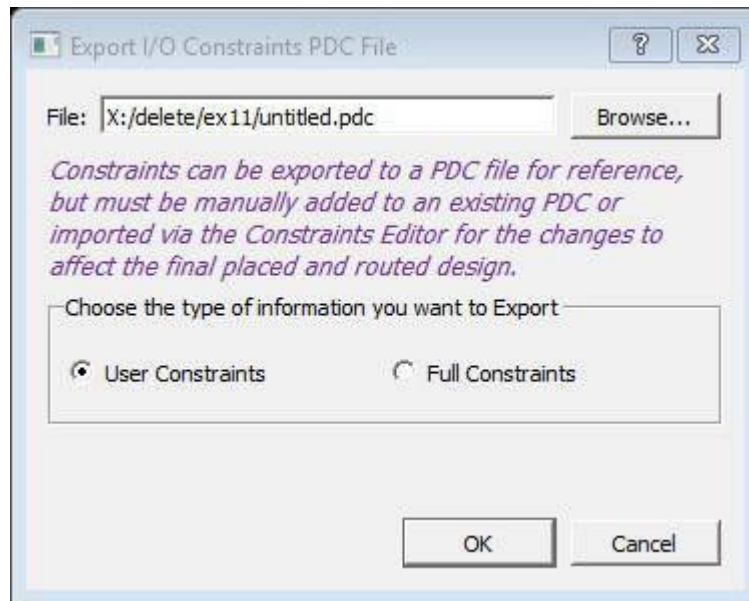 Export I/O Constraints PDC File
File: X:/delete/ex11/untitled.pdc Browse...
Constraints can be exported to a PDC file for reference,
but must be manually added to an existing PDC or
imported via the Constraints Editor for the changes to
affect the final placed and routed design.
Choose the type of information you want to Export
User Constraints Full Constraints
OK Cancel